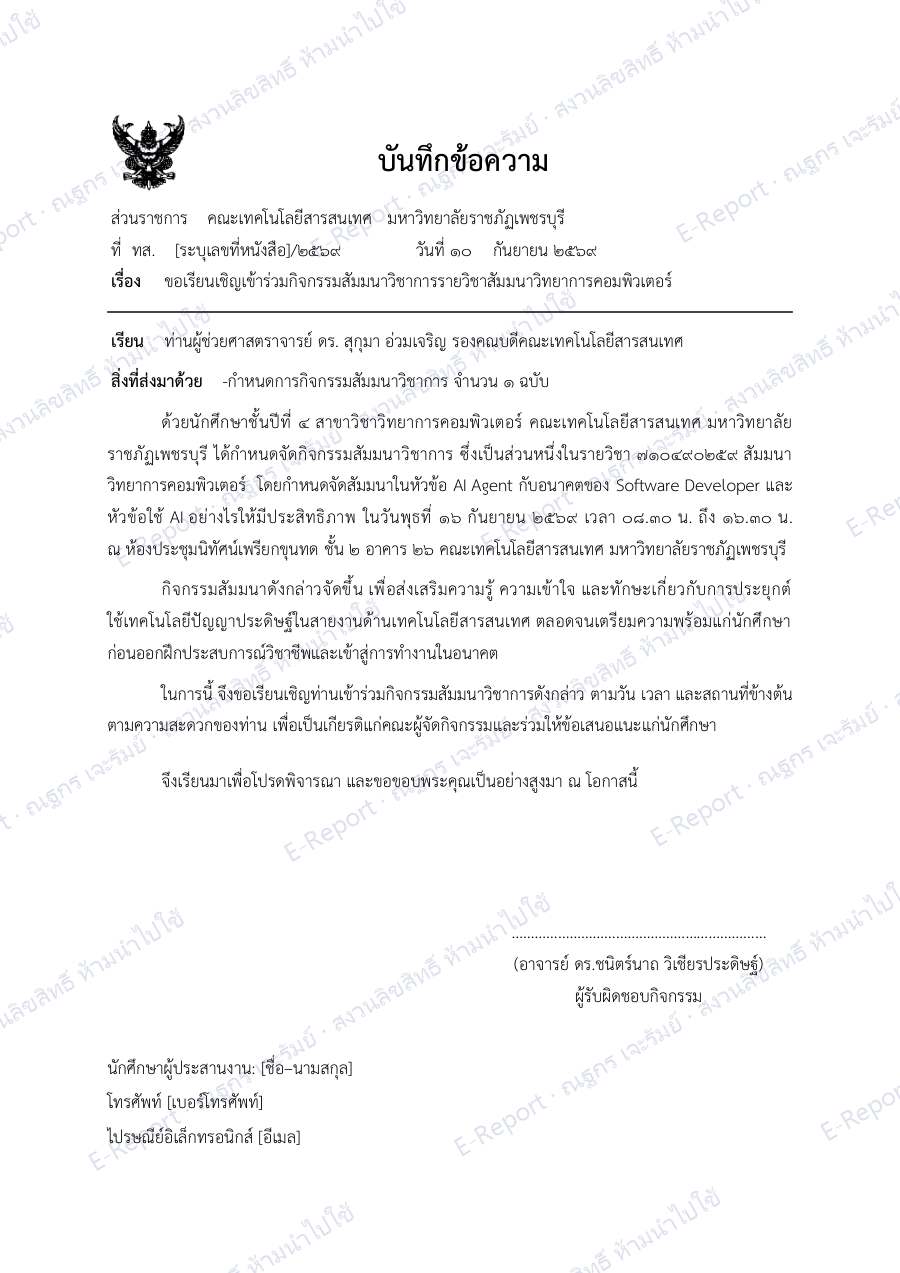 บันทึกข้อความ
ส่วนราชการ คณะเทคโนโลยีสารสนเทศ มหาวิทยาลัยราชภัฏเพชรบุรี
ที่ ทส. [ระบุเลขที่หนังสือ]/๒๕๖๙ วันที่ ๑๐ กันยายน ๒๕๖๙
เรื่อง ขอเรียนเชิญเข้าร่วมกิจกรรมสัมมนาวิชาการรายวิชาสัมมนาวิทยาการคอมพิวเตอร์
เรียน ท่านผู้ช่วยศาสตราจารย์ ดร. สุกุมา อ่วมเจริญ รองคณบดีคณะเทคโนโลยีสารสนเทศ
สิ่งที่ส่งมาด้วย -กำหนดการกิจกรรมสัมมนาวิชาการ จำนวน ๑ ฉบับ
ด้วยนักศึกษาชั้นปีที่ ๔ สาขาวิชาวิทยาการคอมพิวเตอร์ คณะเทคโนโลยีสารสนเทศ มหาวิทยาลัย
ราชภัฏเพชรบุรี ได้กำหนดจัดกิจกรรมสัมมนาวิชาการ ซึ่งเป็นส่วนหนึ่งในรายวิชา ๗๑๐๔๙๐๒๕๙ สัมมนา
วิทยาการคอมพิวเตอร์ โดยกำหนดจัดสัมมนาในหัวข้อ AI Agent กับอนาคตของ Software Developer และ
หัวข้อใช้ AI อย่างไรให้มีประสิทธิภาพ ในวันพุธที่ ๑๖ กันยายน ๒๕๖๙ เวลา ๐๘.๓๐ น. ถึง ๑๖.๓๐ น.
ณ ห้องประชุมนิทัศน์เพรียกขุนทด ชั้น ๒ อาคาร ๒๖ คณะเทคโนโลยีสารสนเทศ มหาวิทยาลัยราชภัฏเพชรบุรี
กิจกรรมสัมมนาดังกล่าวจัดขึ้น เพื่อส่งเสริมความรู้ ความเข้าใจ และทักษะเกี่ยวกับการประยุกต์
ใช้เทคโนโลยีปัญญาประดิษฐ์ในสายงานด้านเทคโนโลยีสารสนเทศ ตลอดจนเตรียมความพร้อมแก่นักศึกษา
ก่อนออกฝึกประสบการณ์วิชาชีพและเข้าสู่การทำงานในอนาคต
ในการนี้ จึงขอเรียนเชิญท่านเข้าร่วมกิจกรรมสัมมนาวิชาการดังกล่าว ตามวัน เวลา และสถานที่ข้างต้น
ตามความสะดวกของท่าน เพื่อเป็นเกียรติแก่คณะผู้จัดกิจกรรมและร่วมให้ข้อเสนอแนะแก่นักศึกษา
จึงเรียนมาเพื่อโปรดพิจารณา และขอขอบพระคุณเป็นอย่างสูงมา ณ โอกาสนี้
..................................................................
(อาจารย์ ดร.ชนิตร์นาถ วิเชียรประดิษฐ์)
ผู้รับผิดชอบกิจกรรม
นักศึกษาผู้ประสานงาน: [ชื่อ–นามสกุล]
โทรศัพท์ [เบอร์โทรศัพท์]
ไปรษณีย์อิเล็กทรอนิกส์ [อีเมล]
E-Report · ณฐกร เจะรัมย์ · สงวนลิขสิทธิ์ ห้ามนำไปใช้